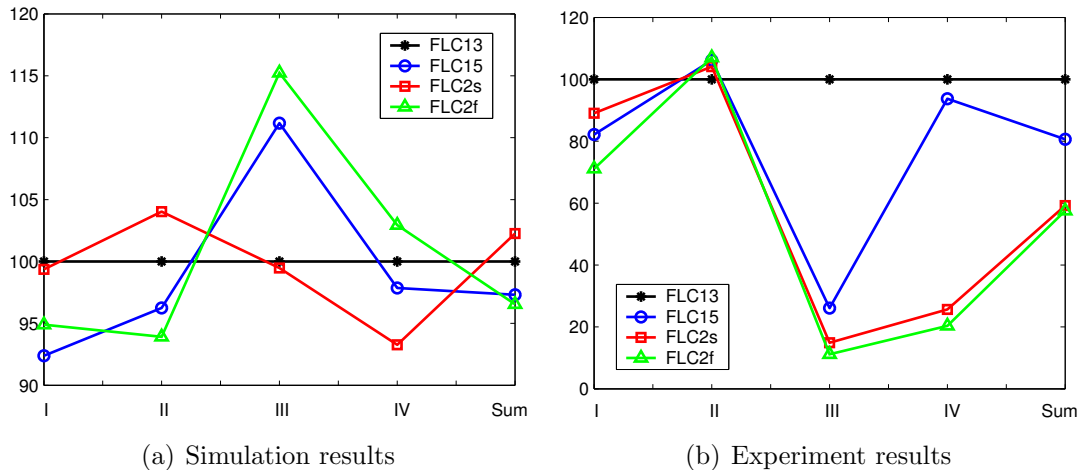 120
115
110
105
100
95
90
I
II
III
IV
Sum
FLC13
FLC15
FLC2s
FLC2f
(a) Simulation results
120
100
80
60
40
20
0
I
II
III
IV
Sum
FLC13
FLC15
FLC2s
FLC2f
(b) Experiment results